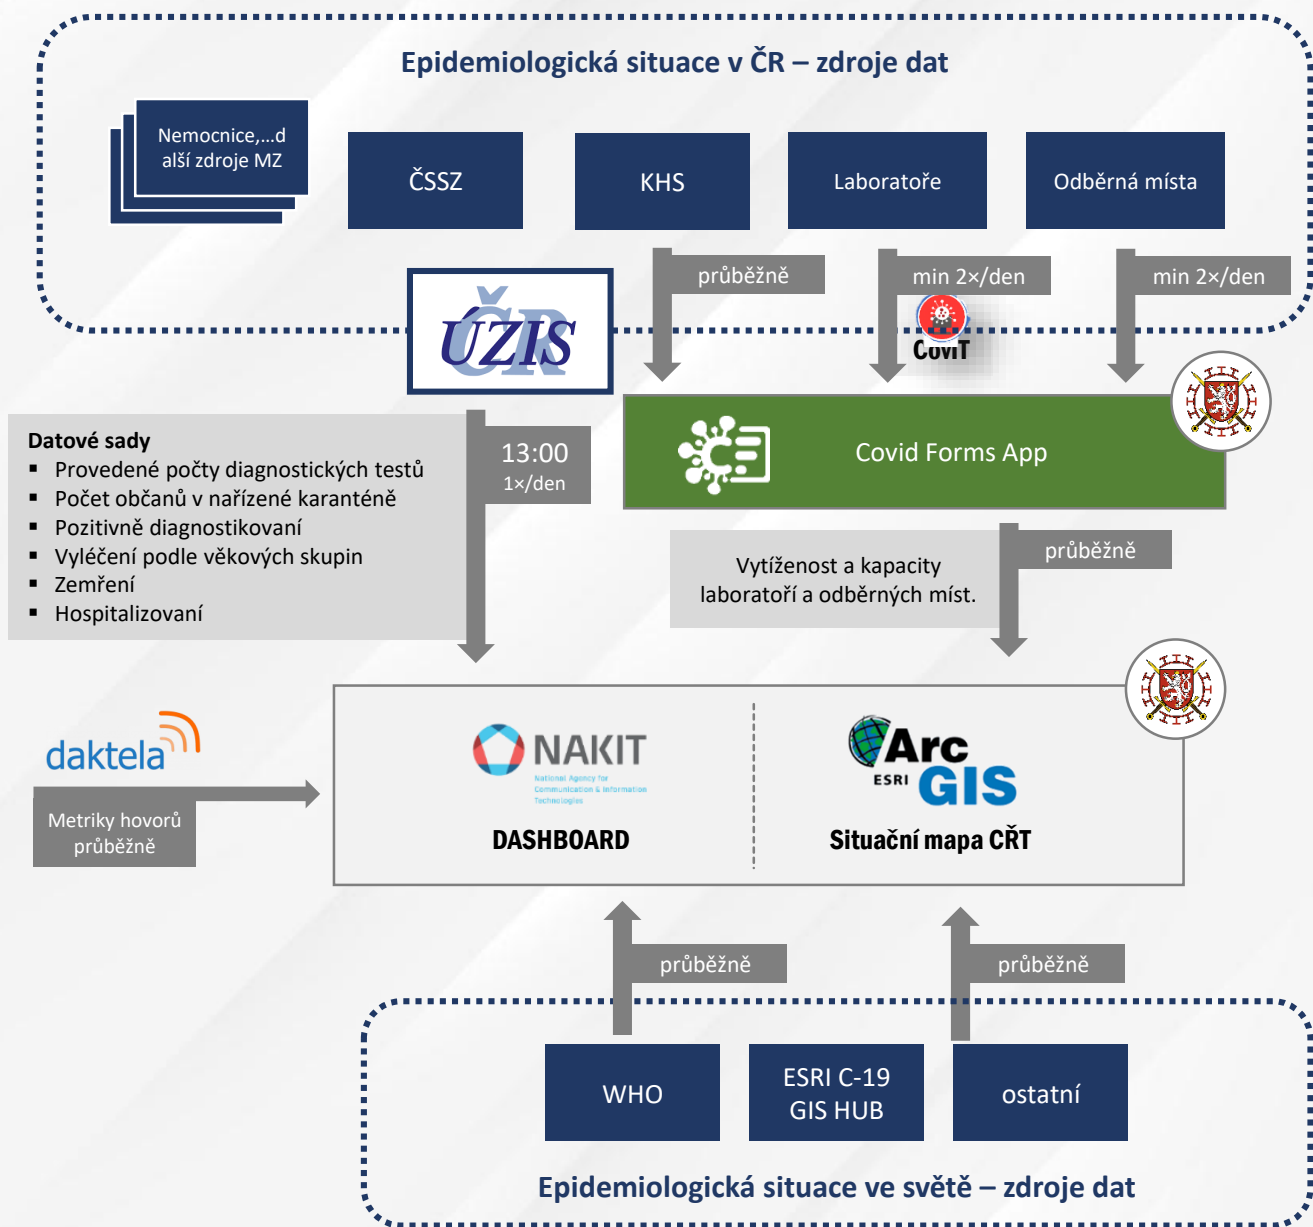 Epidemiologická situace v ČR – zdroje dat
Nemocnice,...d
alší zdroje MZ
ČSSZ
KHS
Laboratoře
Odběrná místa
průběžně
min 2×/den
min 2×/den
ÚZIS
ČR
CovIT
Covid Forms App
Datové sady
▪ Provedené počty diagnostických testů
▪ Počet občanů v nařízené karanténě
▪ Pozitivně diagnostikovaní
▪ Vyléčení podle věkových skupin
▪ Zemření
▪ Hospitalizovaní
13:00
1×/den
Vytíženost a kapacity
laboratoří a odběrných míst.
průběžně
daktela
Metriky hovorů
průběžně
NAKIT
National Agency for
Communication & Information
Technologies
DASHBOARD
Arc
ESRI GIS
Situační mapa CŘT
průběžně
průběžně
WHO
ESRI C-19
GIS HUB
ostatní
Epidemiologická situace ve světě – zdroje dat